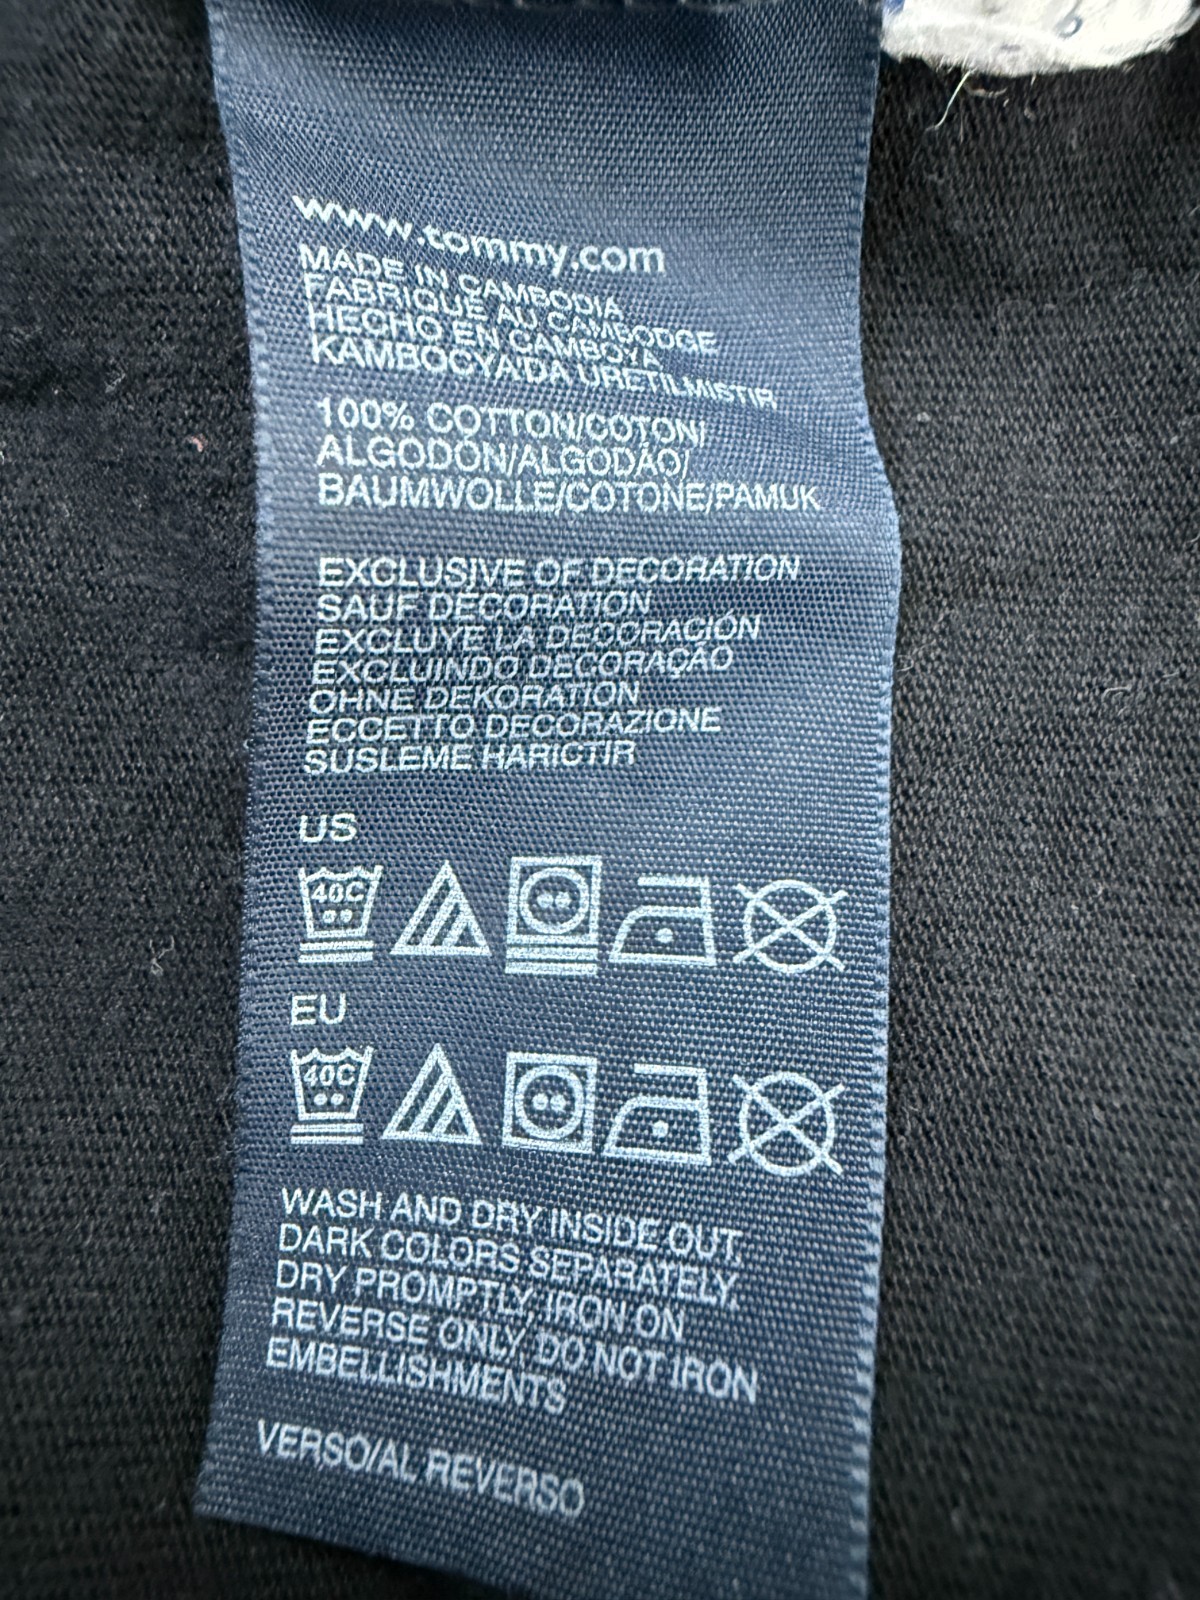 www.tommy.com
MADE IN CAMBODIA
FABRIQUE AU CAMBODGE
HECHO EN CAMBOYA
KAMBOCYA'DA URETILMISTIR
100% COTTON/COTON/
ALGODÓN/ALGODÃO/
BAUMWOLLE/COTONE/PAMUK
EXCLUSIVE OF DECORATION
SAUF DECORATION
EXCLUYE LA DECORACIÓN
EXCLUINDO DECORAÇÃO
OHNE DEKORATION
ECCETTO DECORAZIONE
SUSLEME HARICTIR
US
40C
EU
40C
WASH AND DRY INSIDE OUT,
DARK COLORS SEPARATELY.
DRY PROMPTLY, IRON ON
REVERSE ONLY, DO NOT IRON
EMBELLISHMENTS
VERSO/AL REVERSO